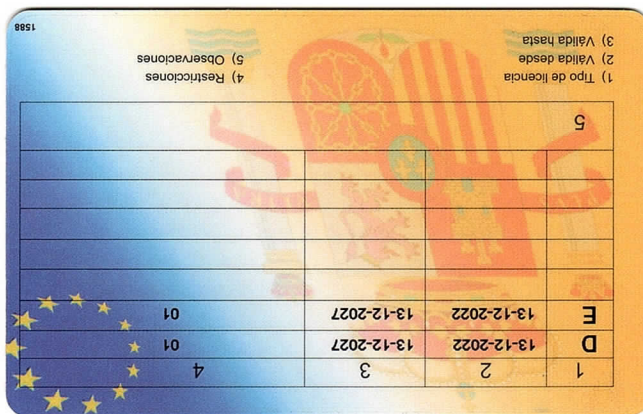 1 2 3 4
D 13-12-2022 13-12-2027 01
E 13-12-2022 13-12-2027 01
5
1) Tipo de licencia 4) Restricciones
2) Válida desde 5) Observaciones
3) Válida hasta
1588